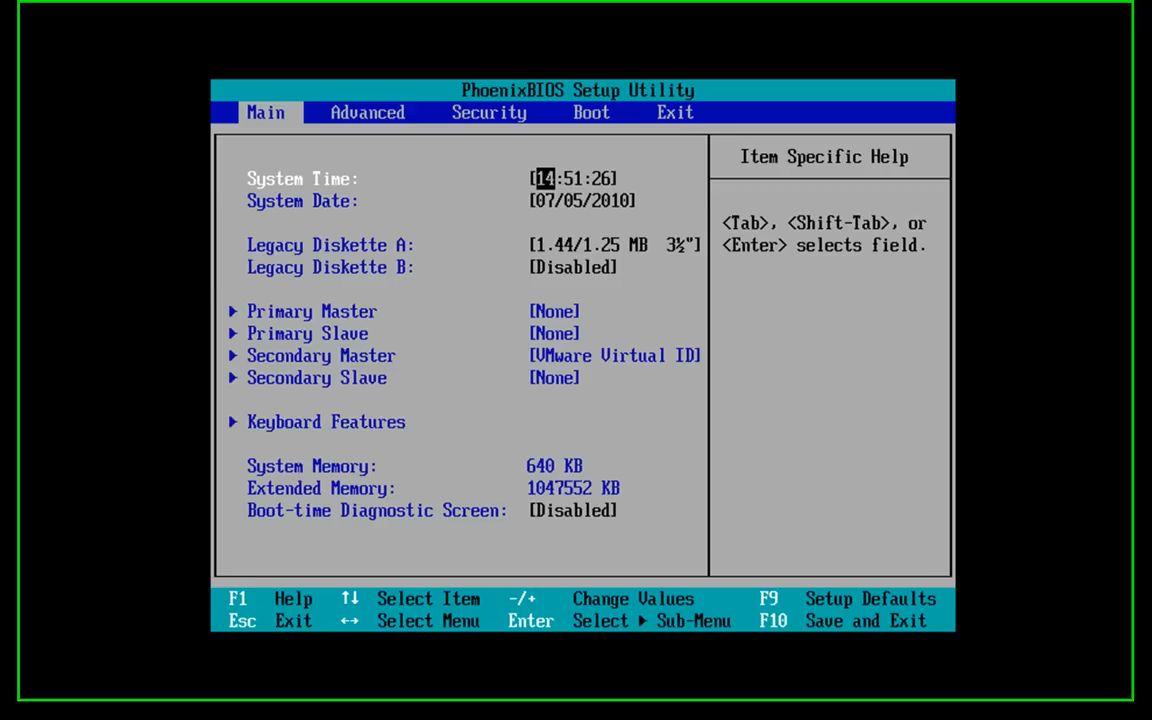 PhoenixBIOS Setup Utility
Main Advanced Security Boot Exit
Item Specific Help
System Time: [14:51:26]
System Date: [07/05/2010]
<Tab>, <Shift-Tab>, or
<Enter> selects field.
Legacy Diskette A: [1.44/1.25 MB 3½"]
Legacy Diskette B: [Disabled]
Primary Master [None]
Primary Slave [None]
Secondary Master [VMware Virtual ID]
Secondary Slave [None]
Keyboard Features
System Memory: 640 KB
Extended Memory: 1047552 KB
Boot-time Diagnostic Screen: [Disabled]
F1 Help ↑↓ Select Item -/+ Change Values F9 Setup Defaults
Esc Exit ↔ Select Menu Enter Select ▶ Sub-Menu F10 Save and Exit